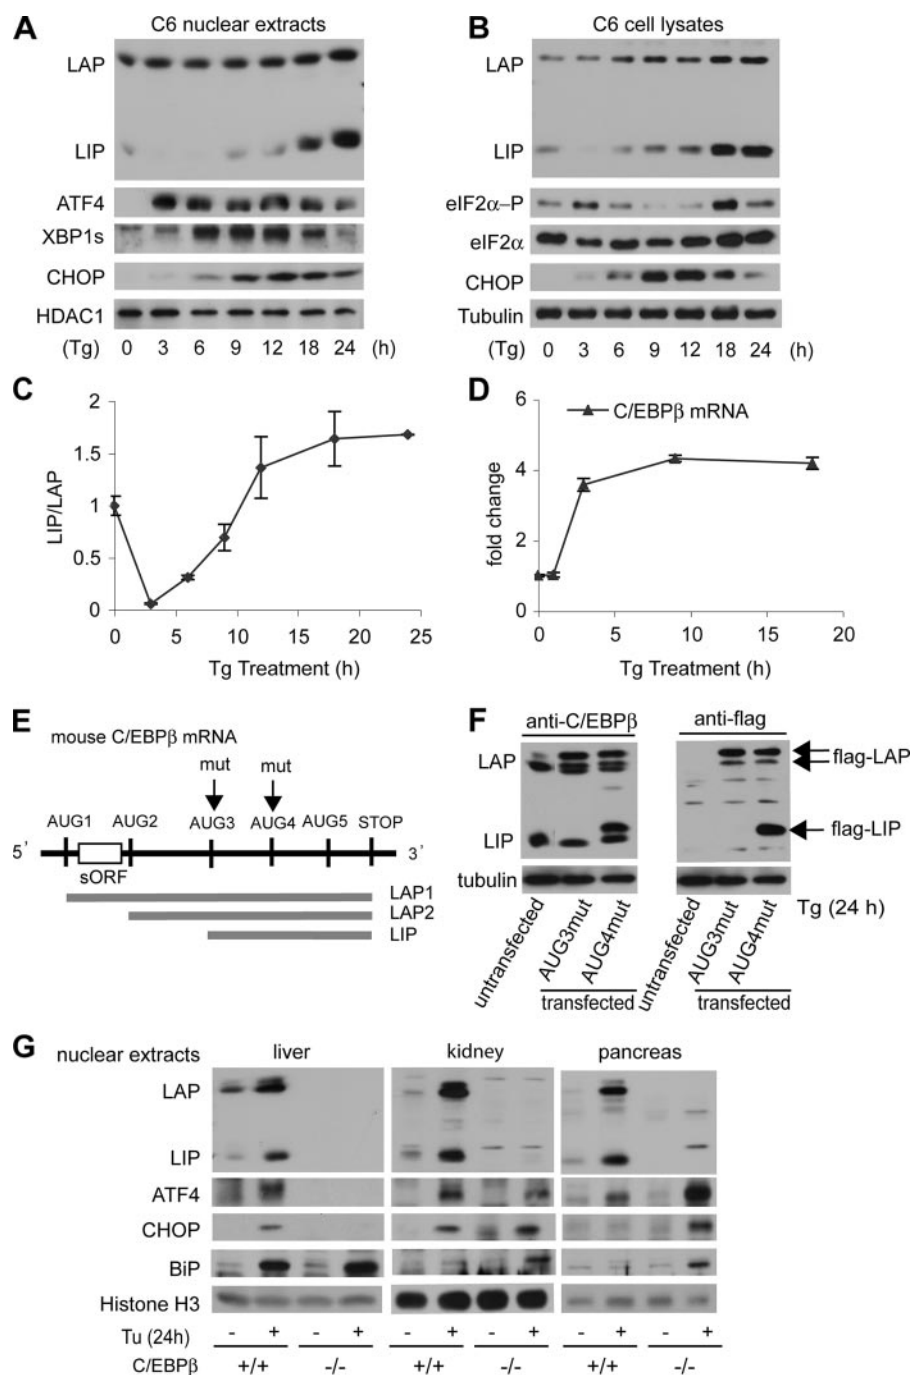 A C6 nuclear extracts
LAP
LIP
ATF4
XBP1s
CHOP
HDAC1
(Tg) 0 3 6 9 12 18 24 (h)
B C6 cell lysates
LAP
LIP
eIF2α–P
eIF2α
CHOP
Tubulin
(Tg) 0 3 6 9 12 18 24 (h)
C
2
1.5
1
0.5
0
LIP/LAP
0 5 10 15 20 25
Tg Treatment (h)
D
C/EBPβ mRNA
6
4
2
0
fold change
0 5 10 15 20
Tg Treatment (h)
E
mouse C/EBPβ mRNA
mut mut
AUG1 AUG2 AUG3 AUG4 AUG5 STOP
5' 3'
sORF
LAP1
LAP2
LIP
F
anti-C/EBPβ anti-flag
LAP
flag-LAP
LIP
flag-LIP
tubulin
Tg (24 h)
untransfected AUG3mut AUG4mut untransfected AUG3mut AUG4mut
transfected transfected
G
nuclear extracts liver kidney pancreas
LAP
LIP
ATF4
CHOP
BiP
Histone H3
Tu (24h) - + - + - + - + - + - +
C/EBPβ +/+ -/- +/+ -/- +/+ -/-